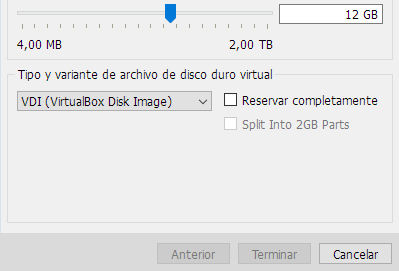 12 GB
4,00 MB
2,00 TB
Tipo y variante de archivo de disco duro virtual
VDI (VirtualBox Disk Image)
Reservar completamente
Split Into 2GB Parts
Anterior
Terminar
Cancelar